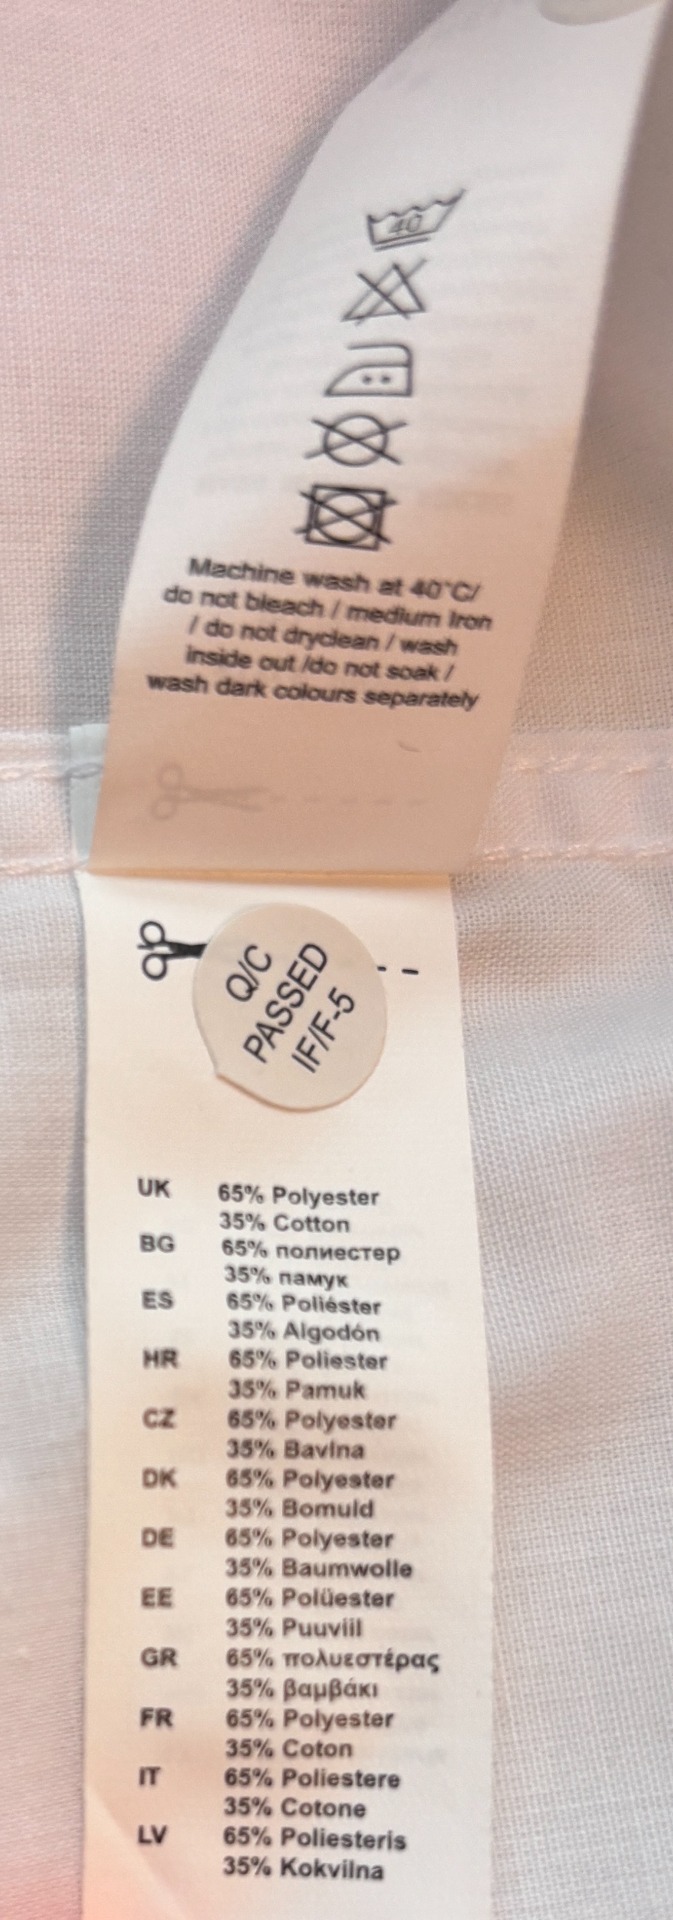 40
Machine wash at 40°C/
do not bleach / medium iron
/ do not dryclean / wash
inside out /do not soak /
wash dark colours separately
Q/C
PASSED
IF/F-5
UK 65% Polyester
35% Cotton
BG 65% полиестер
35% памук
ES 65% Poliéster
35% Algodón
HR 65% Poliester
35% Pamuk
CZ 65% Polyester
35% Bavlna
DK 65% Polyester
35% Bomuld
DE 65% Polyester
35% Baumwolle
EE 65% Polüester
35% Puuviil
GR 65% πολυεστέρας
35% βαμβάκι
FR 65% Polyester
35% Coton
IT 65% Poliestere
35% Cotone
LV 65% Poliesteris
35% Kokvilna